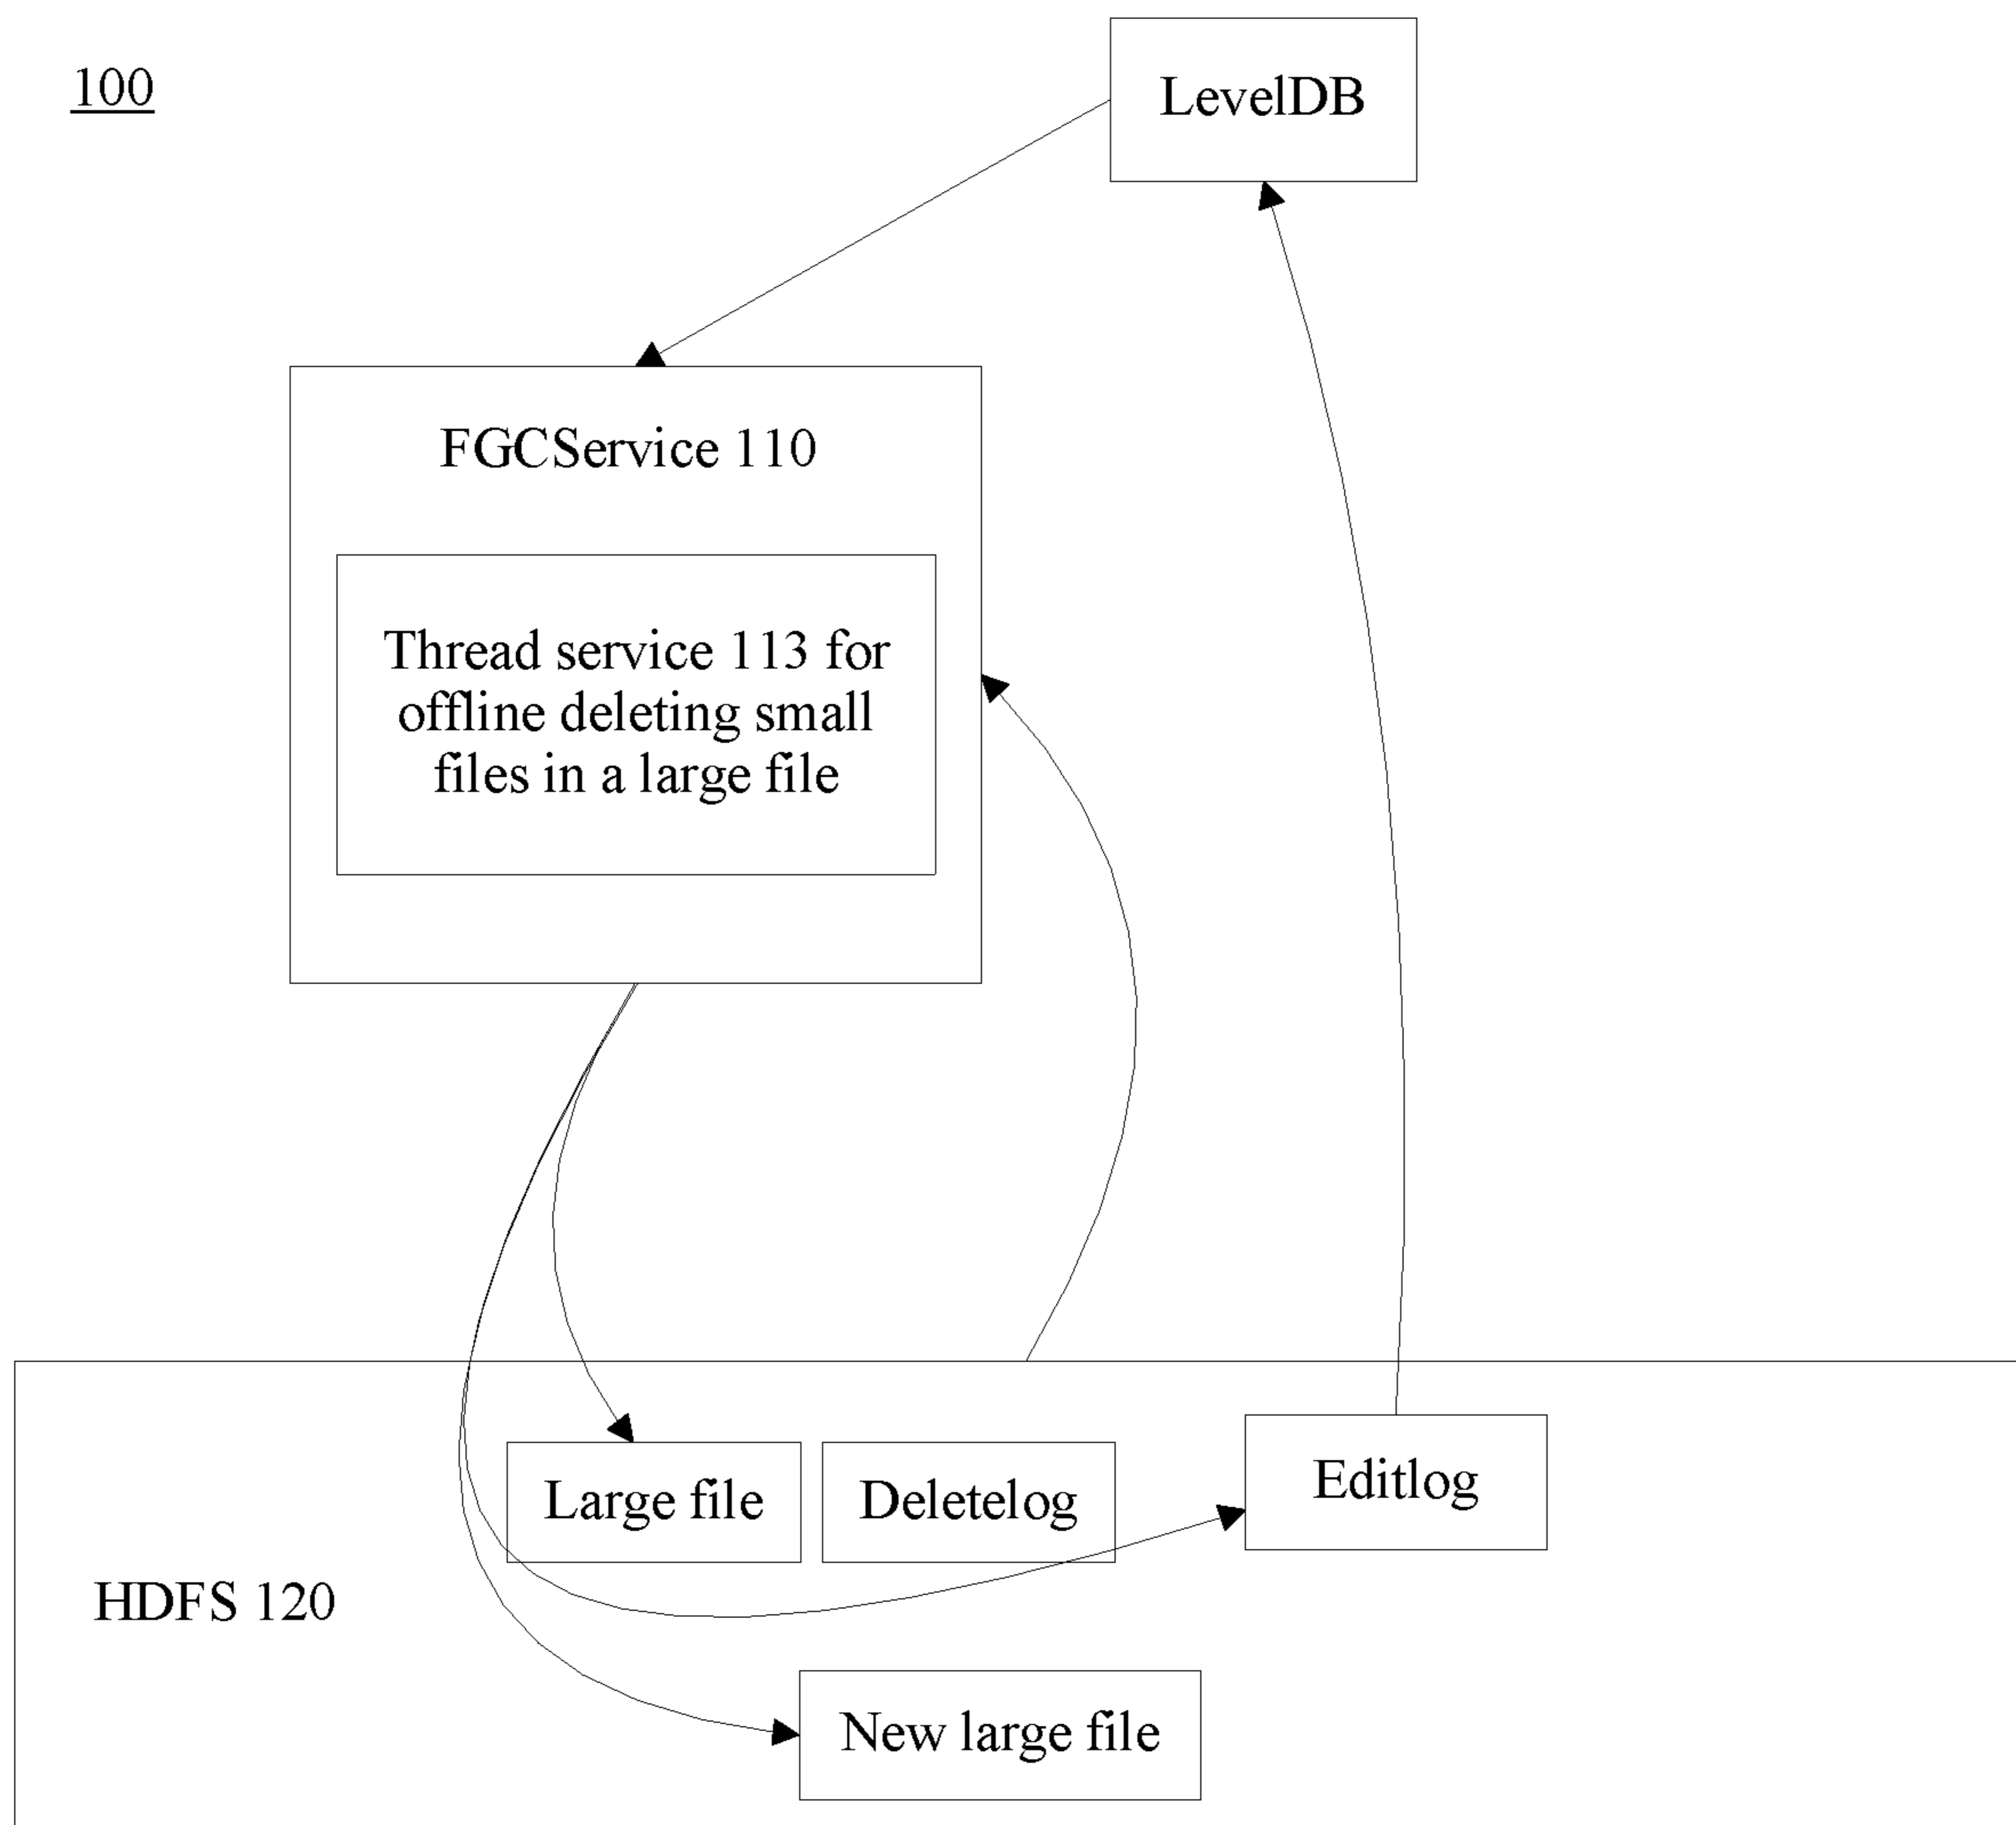 100
LevelDB
FGCService 110
Thread service 113 for
offline deleting small
files in a large file
Large file
Deletelog
Editlog
HDFS 120
New large file